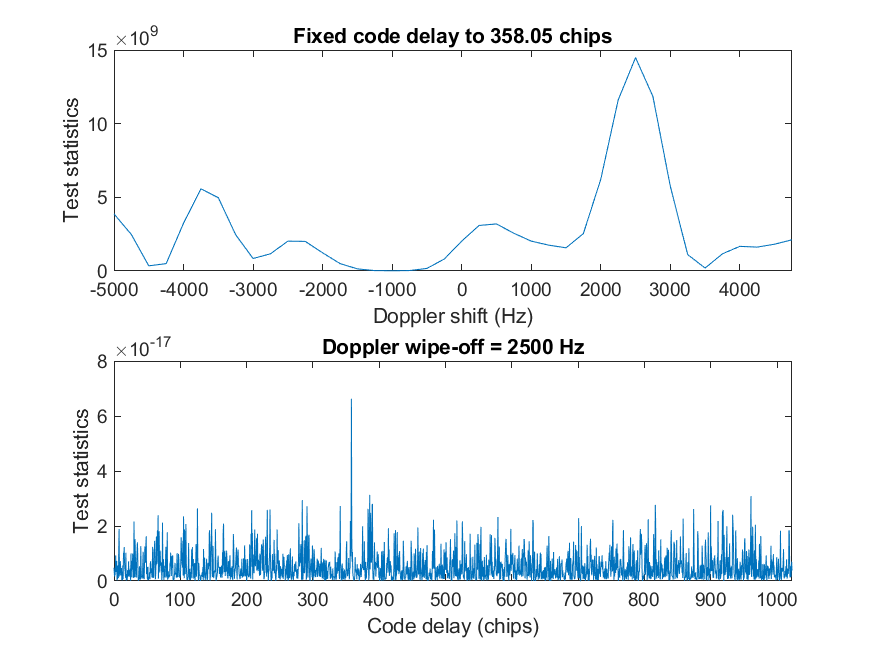 ×10⁹
Fixed code delay to 358.05 chips
15
10
5
0
Test statistics
-5000 -4000 -3000 -2000 -1000 0 1000 2000 3000 4000
Doppler shift (Hz)
×10⁻¹⁷
Doppler wipe-off = 2500 Hz
8
6
4
2
0
Test statistics
0 100 200 300 400 500 600 700 800 900 1000
Code delay (chips)